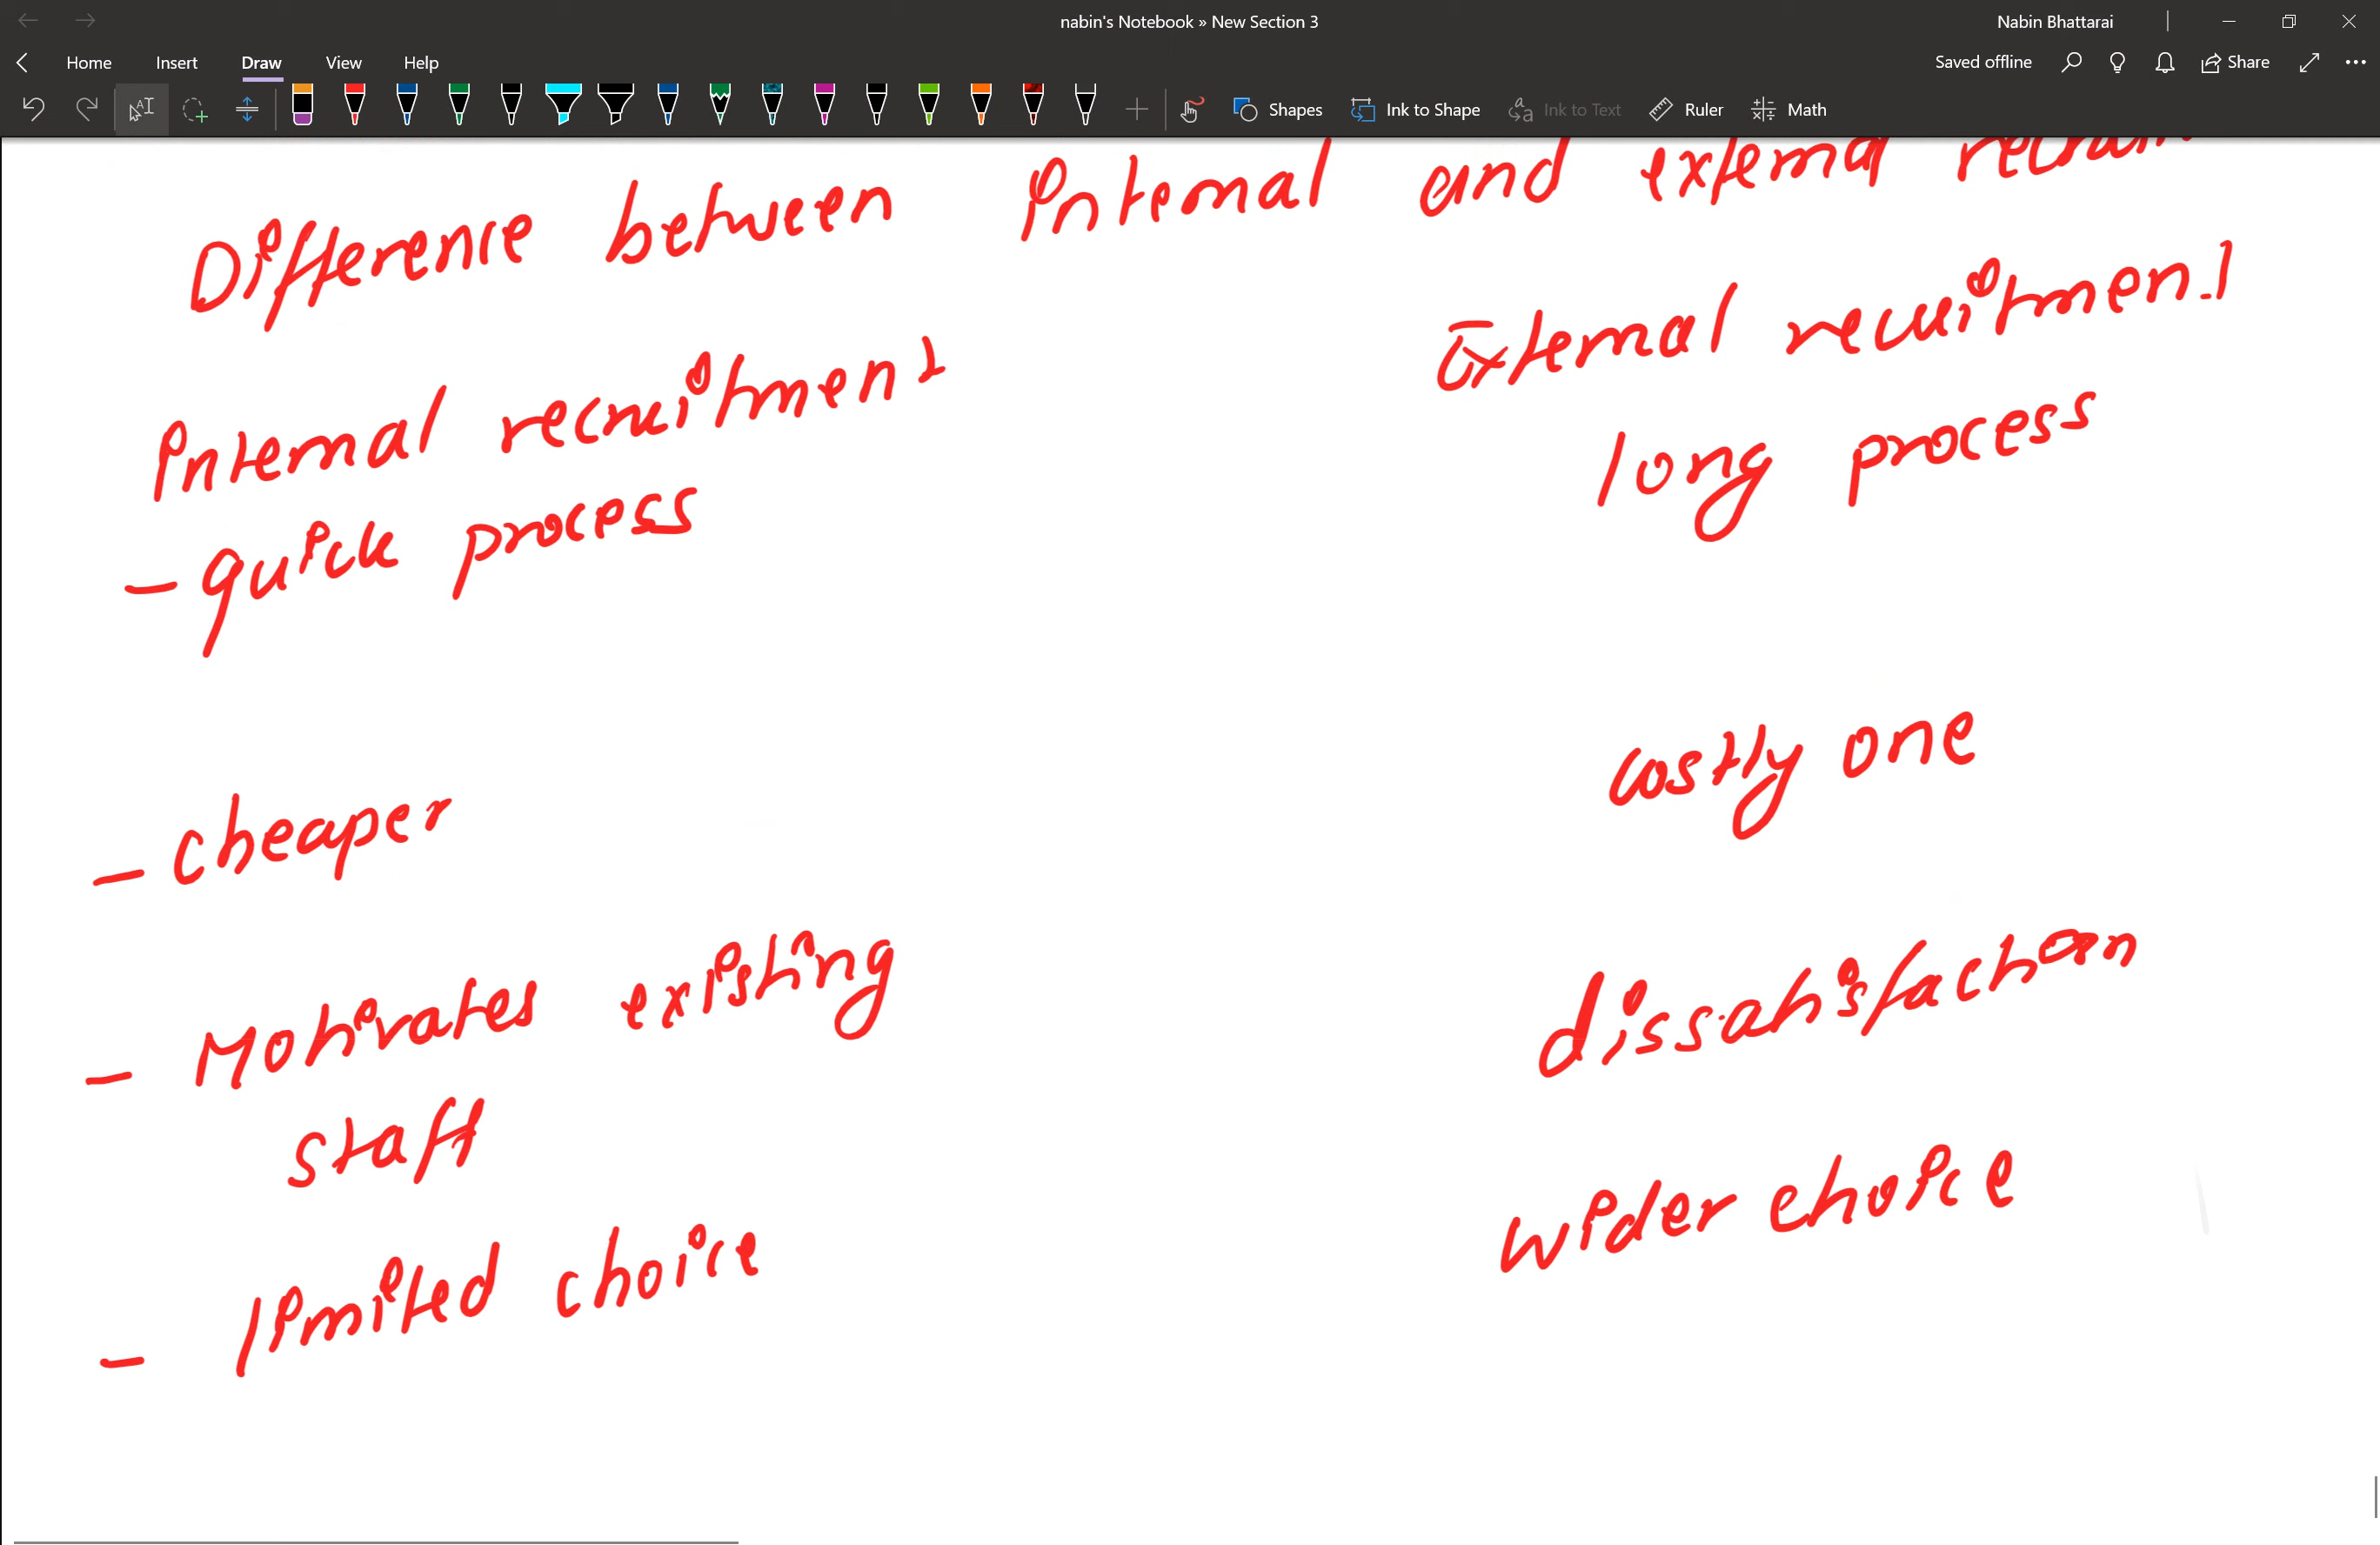 nabin's Notebook » New Section 3
Nabin Bhattarai
Home Insert Draw View Help
Saved offline
Share
Shapes Ink to Shape Ink to Text Ruler Math
Difference between Internal and external
Internal recruitment
External recruitment
- quick process
long process
- cheaper
costly one
- Motivates existing
staff
dissatisfaction
- limited choice
wider choice